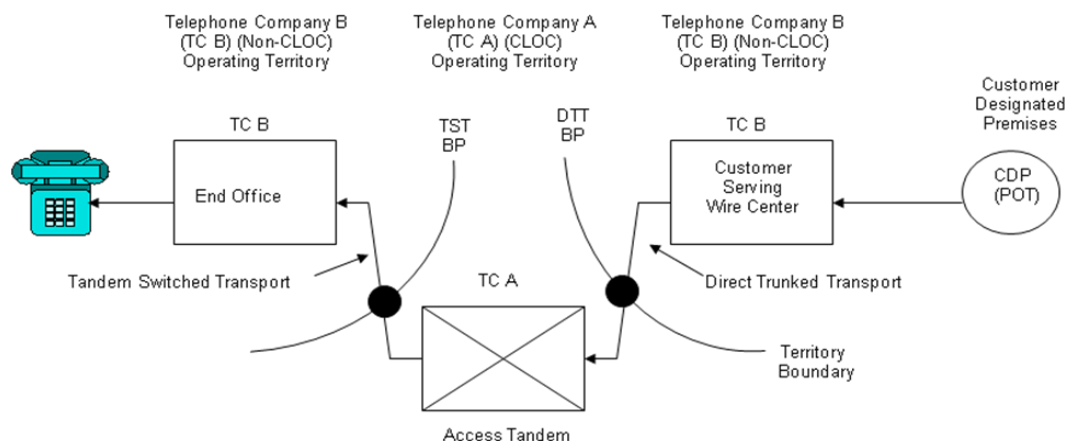 Telephone Company B
(TC B) (Non-CLOC)
Operating Territory
Telephone Company A
(TC A) (CLOC)
Operating Territory
Telephone Company B
(TC B) (Non-CLOC)
Operating Territory
Customer
Designated
Premises
TC B
TST
BP
DTT
BP
TC B
End Office
Customer
Serving
Wire Center
CDP
(POT)
Tandem Switched Transport
TC A
Direct Trunked Transport
Territory
Boundary
Access Tandem